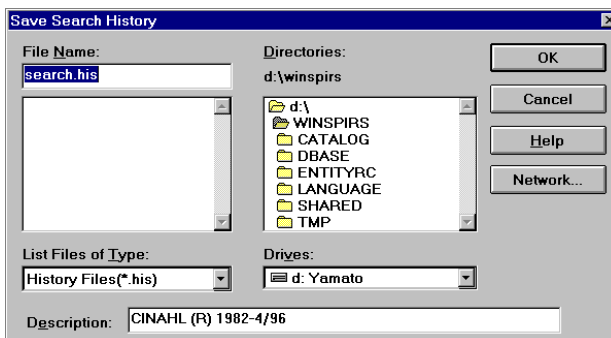 Save Search History
File Name:
search.his
Directories:
d:\winspirs
d:\
WINSPIRS
CATALOG
DBASE
ENTITYRC
LANGUAGE
SHARED
TMP
OK
Cancel
Help
Network...
List Files of Type:
History Files(*.his)
Drives:
d: Yamato
Description:
CINAHL (R) 1982-4/96